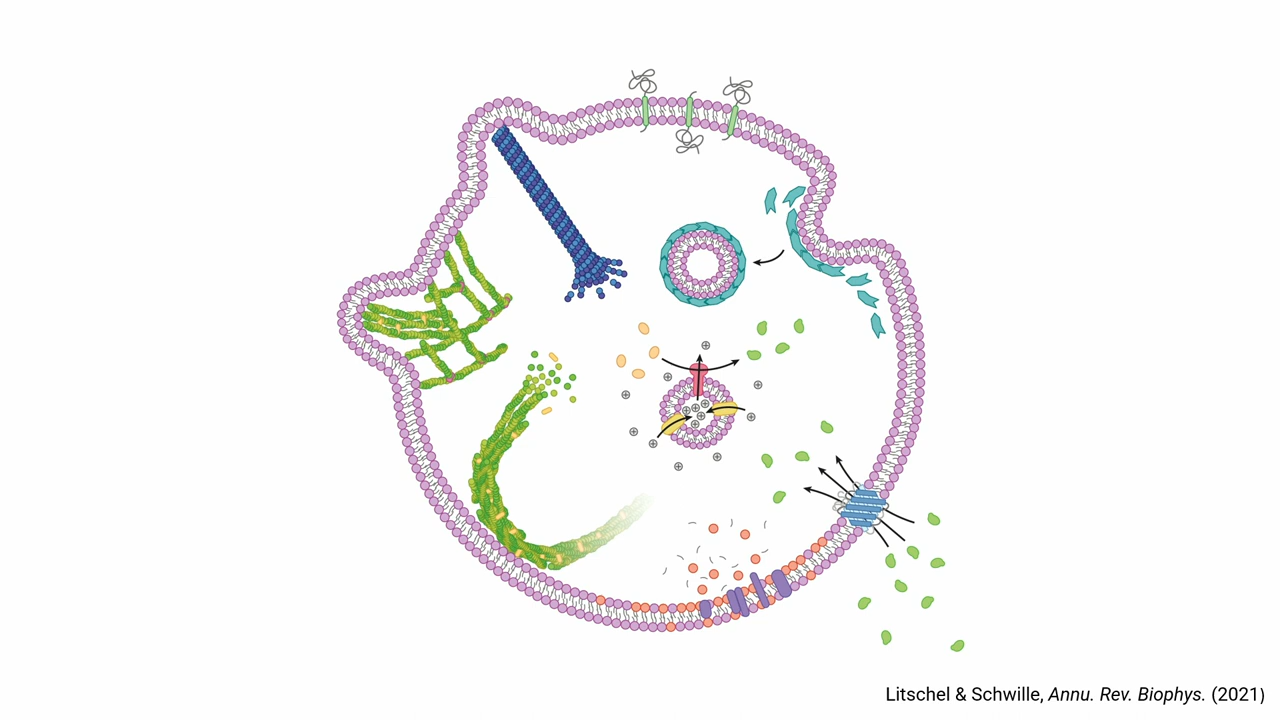 Litschel & Schwille, Annu. Rev. Biophys. (2021)